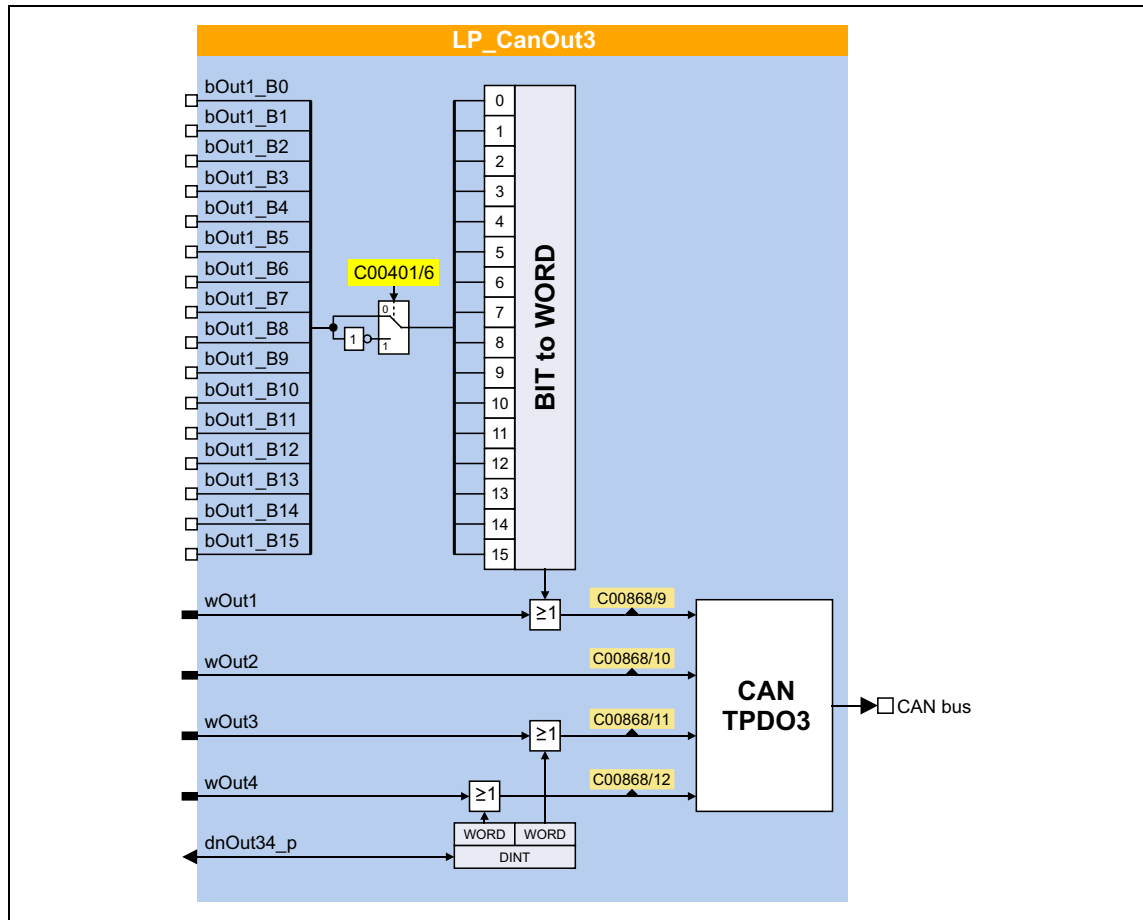 LP_CanOut3
bOut1_B0
bOut1_B1
bOut1_B2
bOut1_B3
bOut1_B4
bOut1_B5
bOut1_B6
bOut1_B7
bOut1_B8
bOut1_B9
bOut1_B10
bOut1_B11
bOut1_B12
bOut1_B13
bOut1_B14
bOut1_B15
C00401/6
0
1
1
0
1
2
3
4
5
6
7
8
9
10
11
12
13
14
15
BIT to WORD
wOut1
≥1
C00868/9
wOut2
C00868/10
wOut3
≥1
C00868/11
wOut4
≥1
C00868/12
dnOut34_p
WORD WORD
DINT
CAN
TPDO3
CAN bus